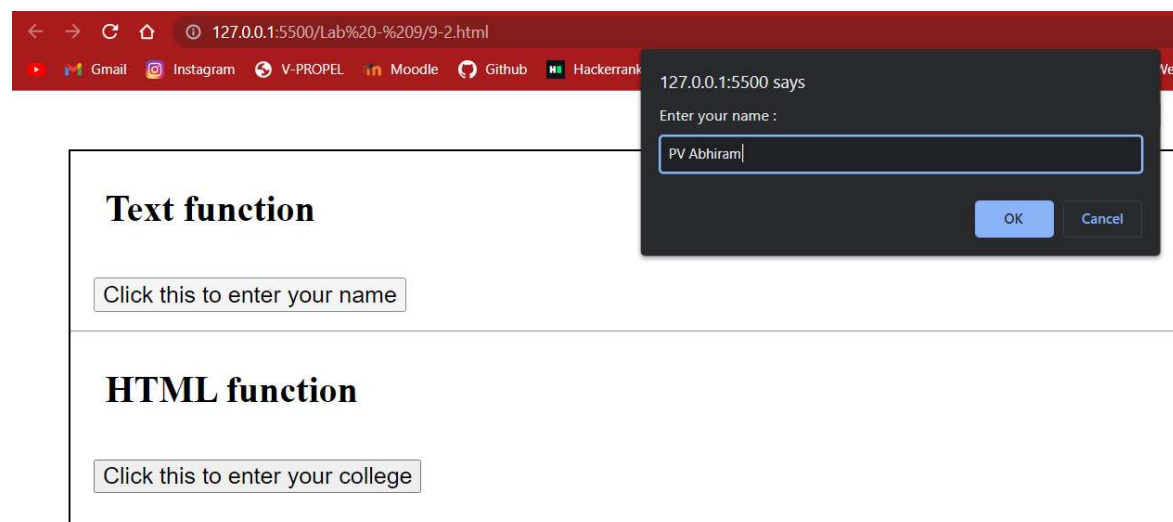 127.0.0.1:5500/Lab%20-%209/9-2.html
Gmail Instagram V-PROPEL Moodle Github Hackerrank
127.0.0.1:5500 says
Enter your name :
PV Abhiram
OK Cancel
Text function
Click this to enter your name
HTML function
Click this to enter your college